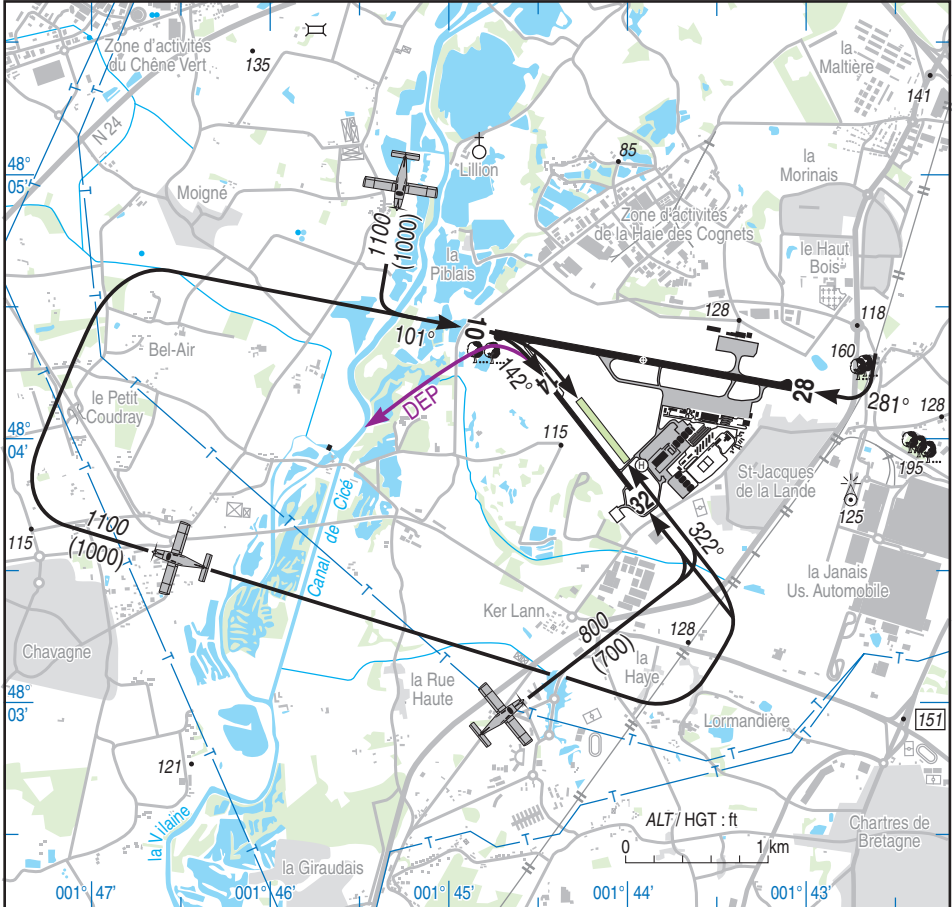 Zone d'activités
du Chêne Vert
135
la
Maltière
141
N 24
Lillion
85
la
Morinais
48°
05'
Moigné
1100
(1000)
Zone d'activités
de la Haie des Cognets
la
Piblais
le Haut
Bois
128
118
101°
10
160
Bel-Air
142°
14
28
281°
128
le Petit
Coudray
DEP
48°
04'
115
195
H
St-Jacques
de la Lande
32
125
Canal de Cicé
322°
1100
(1000)
115
la Janais
Us. Automobile
Ker Lann
800
(700)
128
Chavagne
la
Haye
48°
03'
la Rue
Haute
Lormandière
151
121
la Vilaine
ALT / HGT : ft
0
1 km
Chartres de
Bretagne
la Giraudais
001° 47'
001° 46'
001° 45'
001° 44'
001° 43'